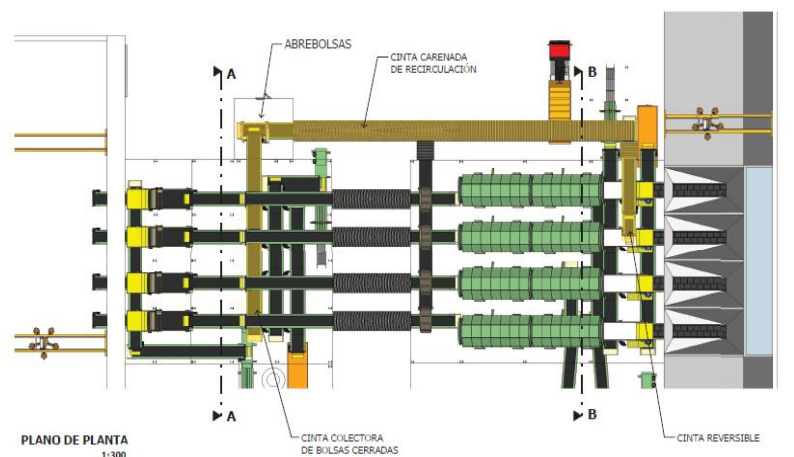 ABREBOLSAS
CINTA CARENADA
DE RECIRCULACIÓN
A
B
A
B
PLANO DE PLANTA
1:300
CINTA COLECTORA
DE BOLSAS CERRADAS
CINTA REVERSIBLE